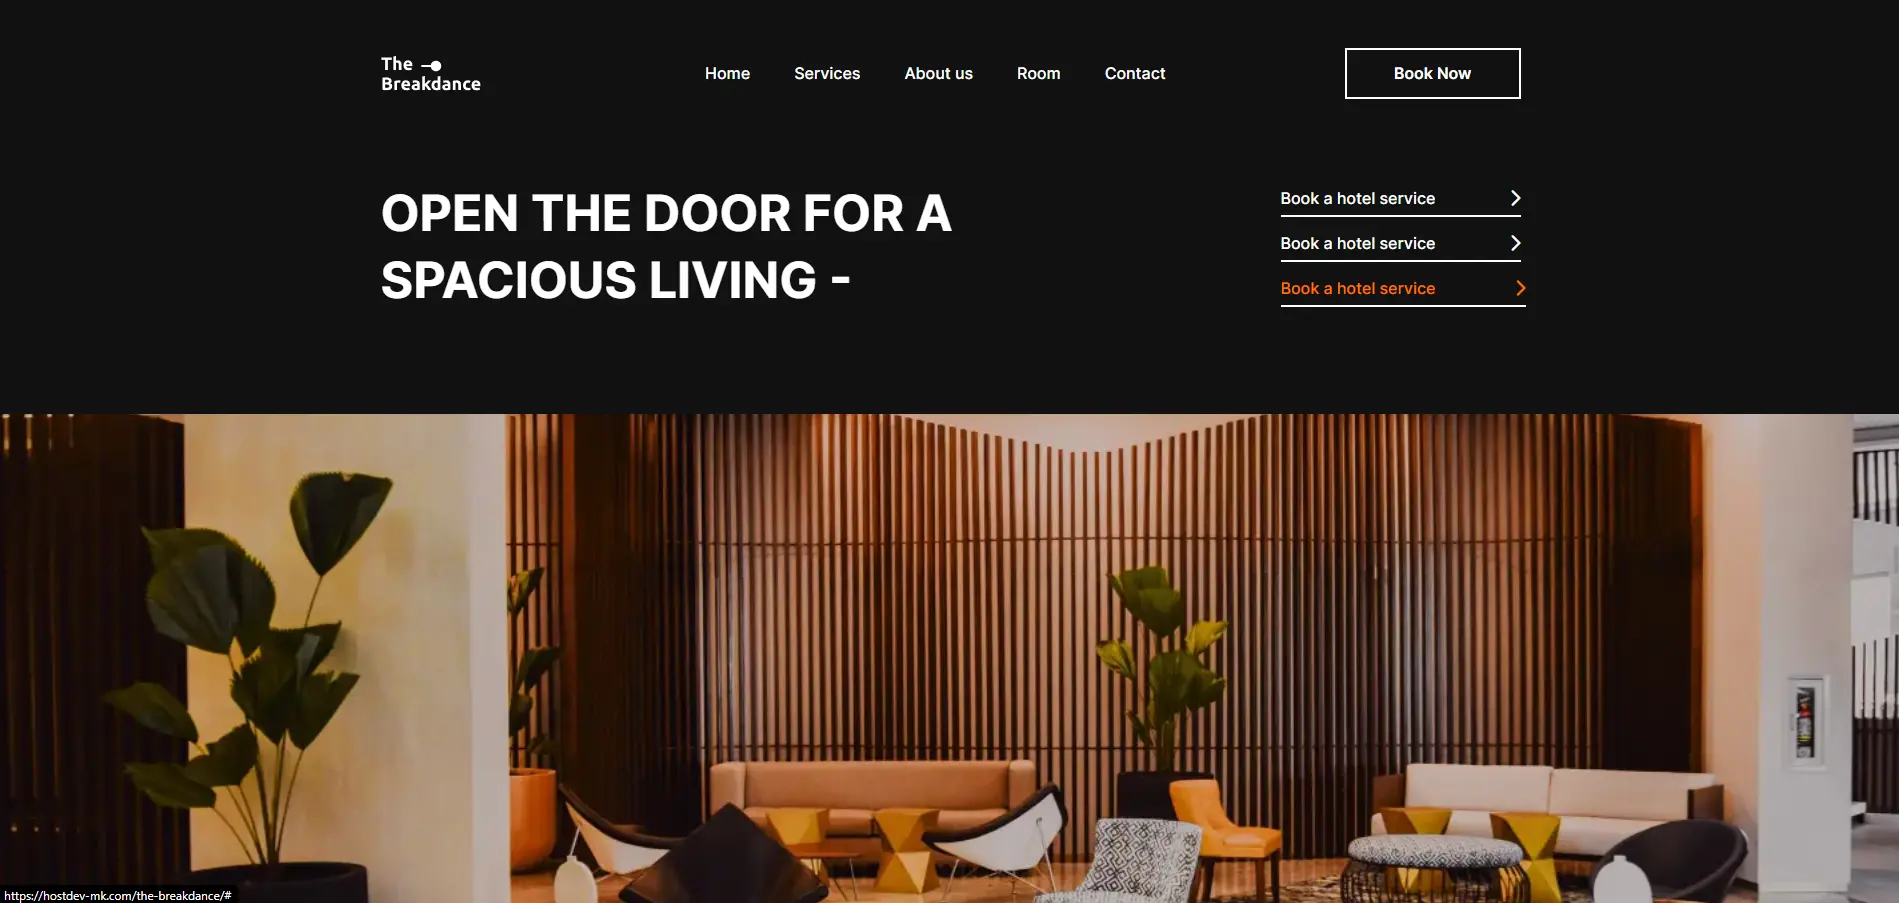 The
Breakdance
Home
Services
About us
Room
Contact
Book Now
OPEN THE DOOR FOR A
SPACIOUS LIVING -
Book a hotel service
Book a hotel service
Book a hotel service
https://hostdev-mk.com/the-breakdance/#